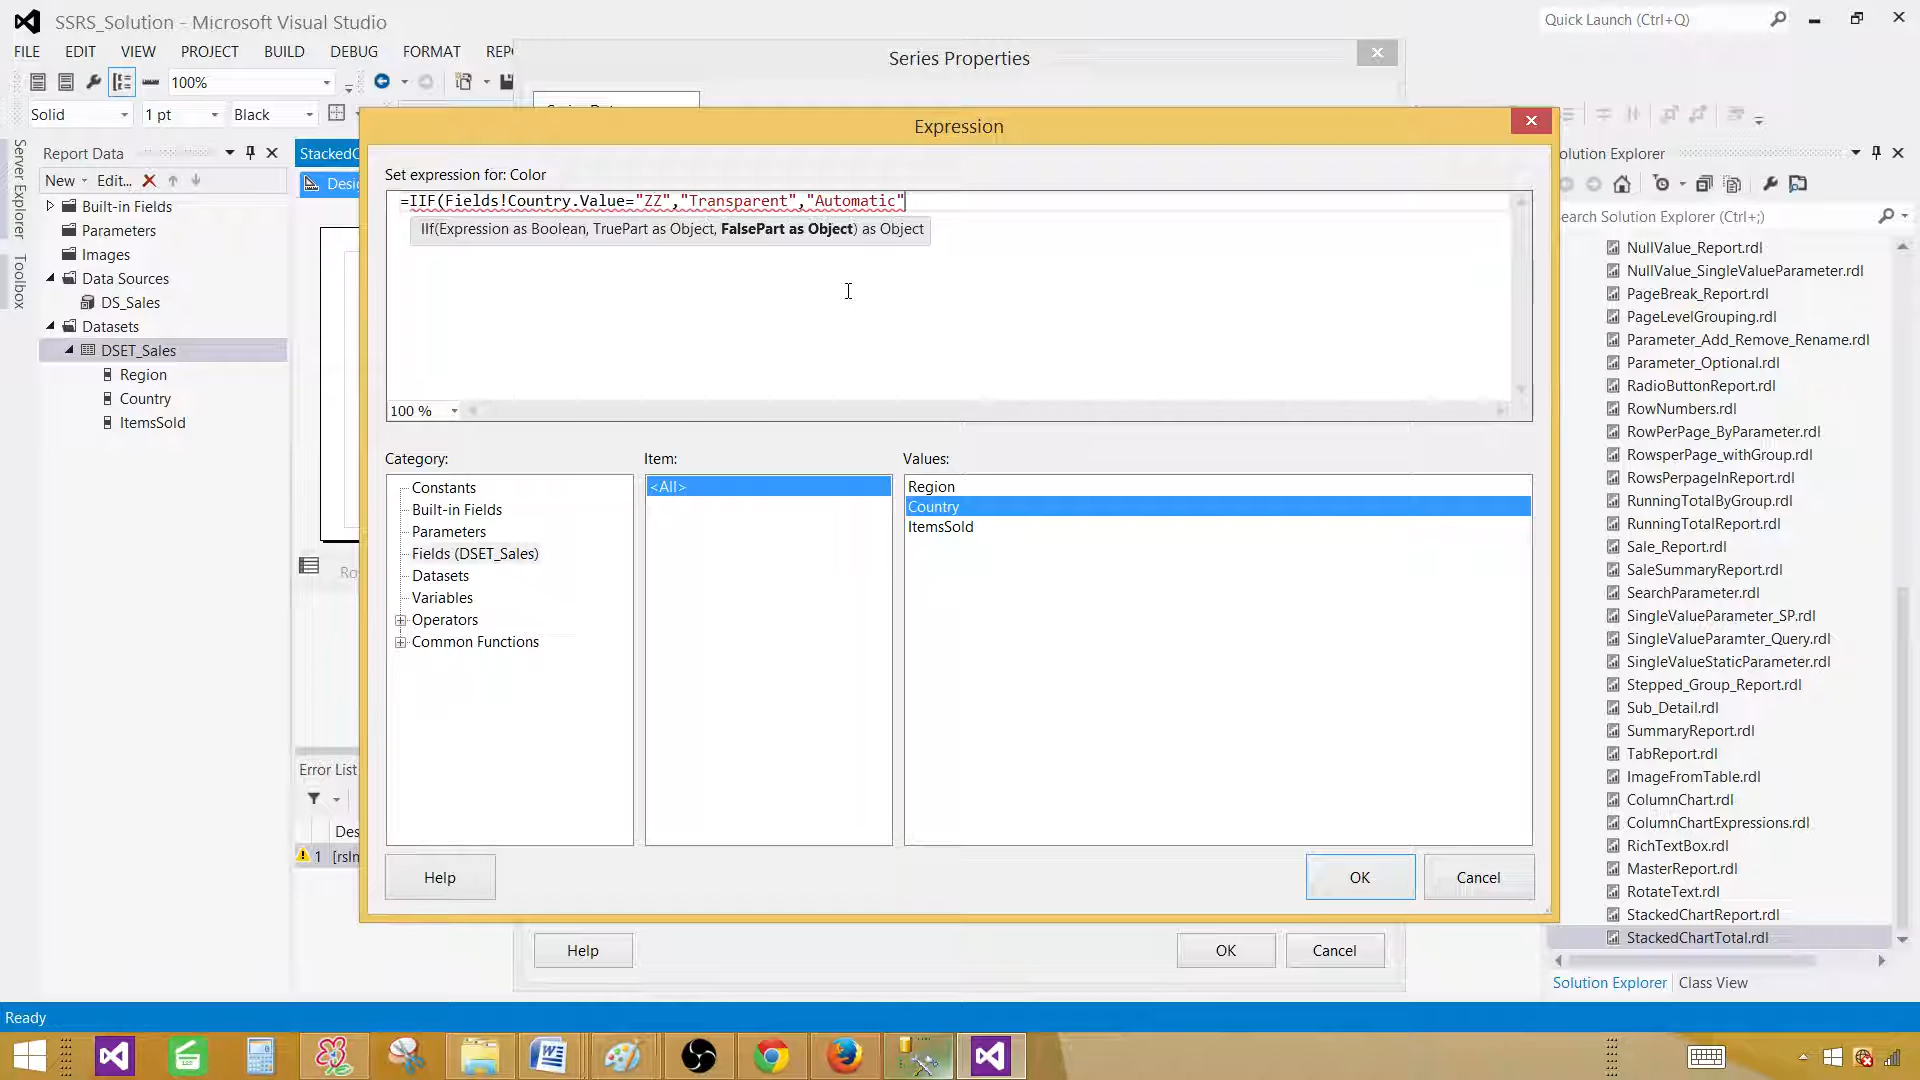 SSRS_Solution - Microsoft Visual Studio
Quick Launch (Ctrl+Q)
FILE EDIT VIEW PROJECT BUILD DEBUG FORMAT
Series Properties
100%
Solid 1 pt Black
Expression
Server Explorer
Toolbox
Report Data
New Edit...
Built-in Fields
Parameters
Images
Data Sources
DS_Sales
Datasets
DSET_Sales
Region
Country
ItemsSold
Set expression for: Color
=IIF(Fields!Country.Value="ZZ","Transparent","Automatic"
IIf(Expression as Boolean, TruePart as Object, FalsePart as Object) as Object
100 %
Category:
Constants
Built-in Fields
Parameters
Fields (DSET_Sales)
Datasets
Variables
Operators
Common Functions
Item:
<All>
Values:
Region
Country
ItemsSold
Help
OK
Cancel
Help
OK
Cancel
Error List
1
olution Explorer
earch Solution Explorer (Ctrl+;)
NullValue_Report.rdl
NullValue_SingleValueParameter.rdl
PageBreak_Report.rdl
PageLevelGrouping.rdl
Parameter_Add_Remove_Rename.rdl
Parameter_Optional.rdl
RadioButtonReport.rdl
RowNumbers.rdl
RowPerPage_ByParameter.rdl
RowsperPage_withGroup.rdl
RowsPerpageInReport.rdl
RunningTotalByGroup.rdl
RunningTotalReport.rdl
Sale_Report.rdl
SaleSummaryReport.rdl
SearchParameter.rdl
SingleValueParameter_SP.rdl
SingleValueParamter_Query.rdl
SingleValueStaticParameter.rdl
Stepped_Group_Report.rdl
Sub_Detail.rdl
SummaryReport.rdl
TabReport.rdl
ImageFromTable.rdl
ColumnChart.rdl
ColumnChartExpressions.rdl
RichTextBox.rdl
MasterReport.rdl
RotateText.rdl
StackedChartReport.rdl
StackedChartTotal.rdl
Solution Explorer Class View
Ready